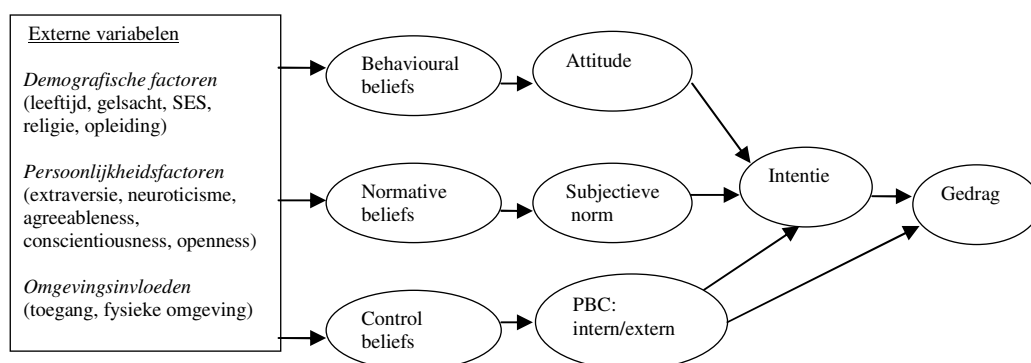 Externe variabelen
Demografische factoren
(leeftijd, gelsacht, SES,
religie, opleiding)
Persoonlijkheidsfactoren
(extraversie, neuroticisme,
agreeableness,
conscientiousness, openness)
Omgevingsinvloeden
(toegang, fysieke omgeving)
Behavioural
beliefs
Attitude
Normative
beliefs
Subjectieve
norm
Control
beliefs
PBC:
intern/extern
Intentie
Gedrag